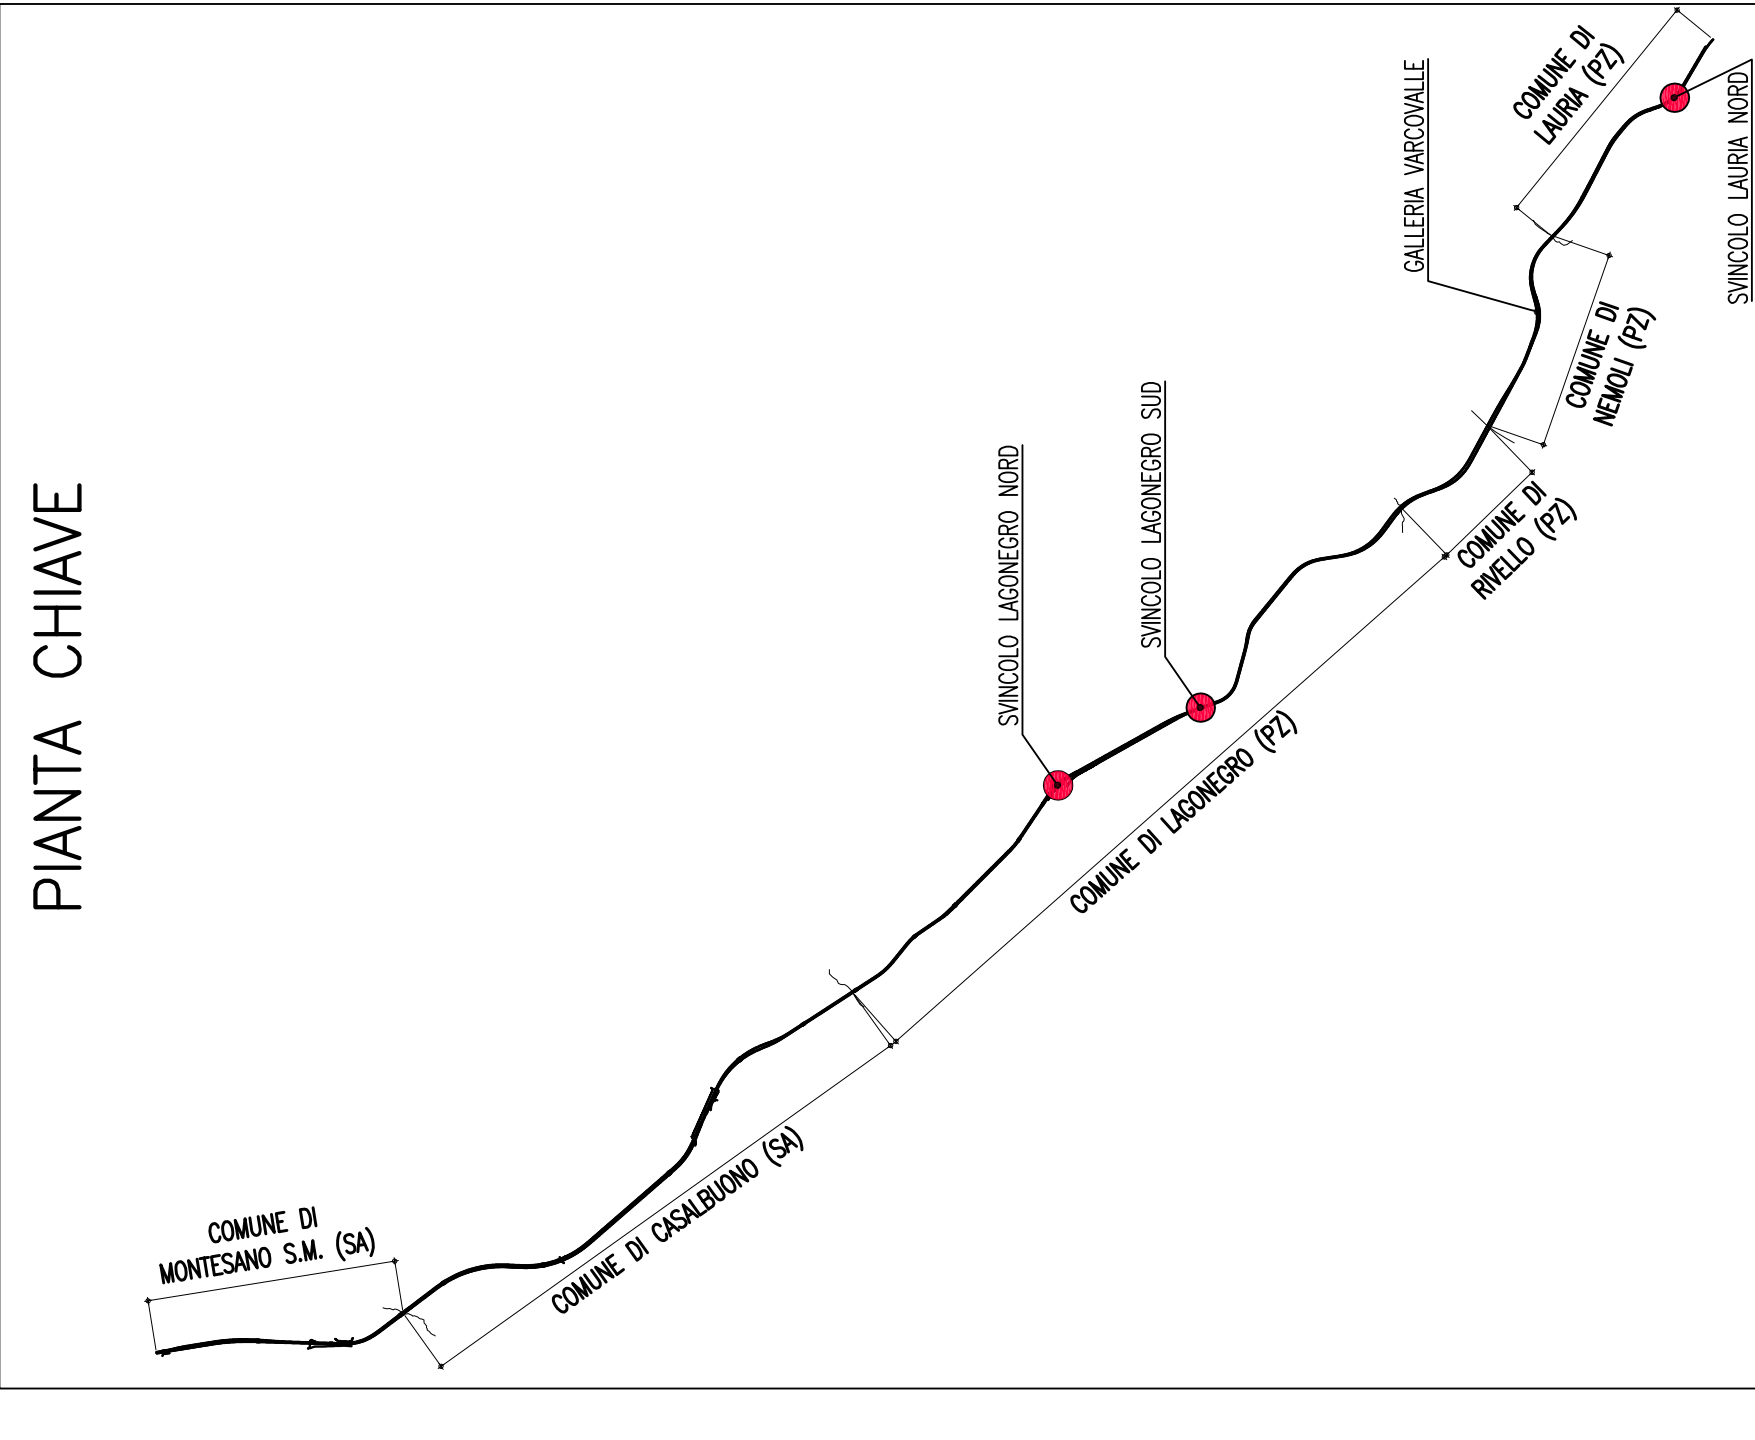 PIANTA CHIAVE
COMUNE DI
MONTESANO S.M. (SA)
COMUNE DI CASALBUONO (SA)
COMUNE DI LAGONEGRO (PZ)
SVINCOLO LAGONEGRO NORD
SVINCOLO LAGONEGRO SUD
COMUNE DI
RIVELLO (PZ)
COMUNE DI
NEMOLI (PZ)
GALLERIA VARCOVALLE
COMUNE DI
LAURIA (PZ)
SVINCOLO LAURIA NORD